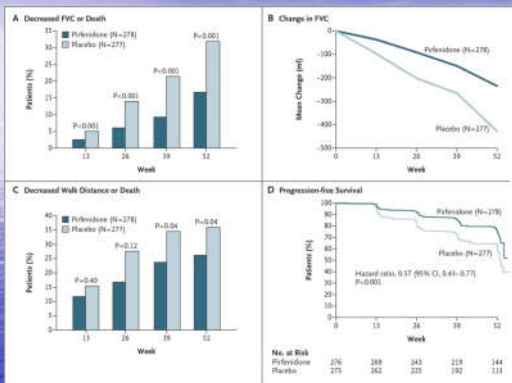 A Decreased FVC or Death
Pirfenidone (N=278)
Placebo (N=277)
Patients (%)
35
30
25
20
15
10
5
0
P<0.001
P<0.001
P<0.001
P<0.001
13 26 39 52
Week
B Change in FVC
Mean Change (ml)
0
-100
-200
-300
-400
-500
Pirfenidone (N=278)
Placebo (N=277)
0 13 26 39 52
Week
C Decreased Walk Distance or Death
Pirfenidone (N=278)
Placebo (N=277)
Patients (%)
40
35
30
25
20
15
10
5
0
P=0.40
P=0.12
P=0.04
P=0.04
13 26 39 52
Week
D Progression-free Survival
Patients (%)
100
90
80
70
60
50
40
30
20
10
0
Pirfenidone (N=278)
Placebo (N=277)
Hazard ratio, 0.57 (95% CI, 0.43–0.77)
P<0.001
0 13 26 39 52
Week
No. at Risk
Pirfenidone 276 269 243 219 144
Placebo 273 262 225 192 113